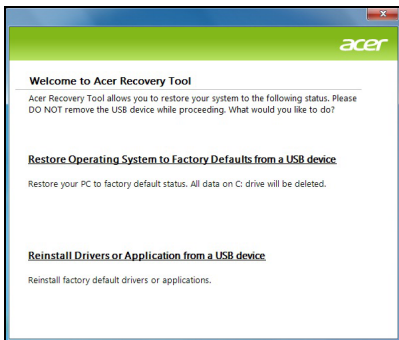 acer
Welcome to Acer Recovery Tool
Acer Recovery Tool allows you to restore your system to the following status. Please
DO NOT remove the USB device while proceeding. What would you like to do?
Restore Operating System to Factory Defaults from a USB device
Restore your PC to factory default status. All data on C: drive will be deleted.
Reinstall Drivers or Application from a USB device
Reinstall factory default drivers or applications.